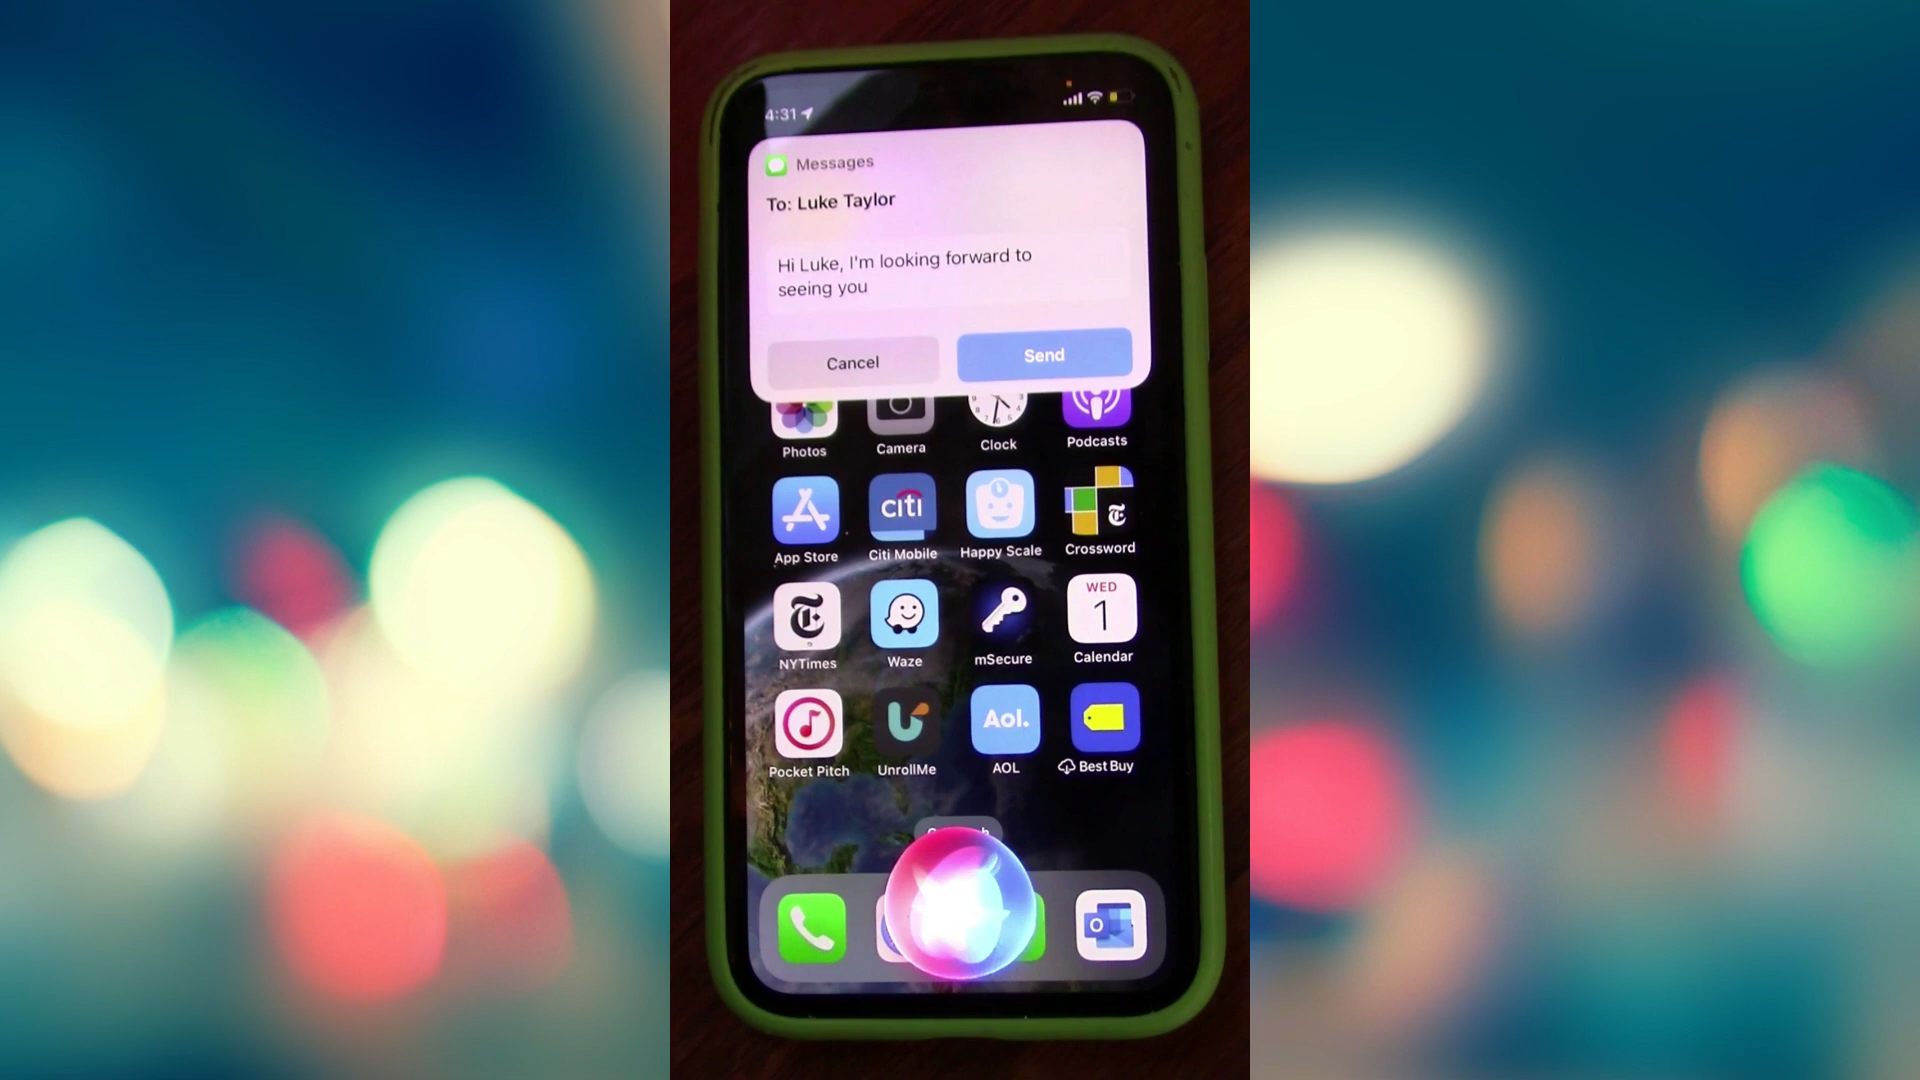 4:31
Messages
To: Luke Taylor
Hi Luke, I'm looking forward to
seeing you
Cancel
Send
Photos
Camera
Clock
Podcasts
citi
App Store
Citi Mobile
Happy Scale
Crossword
WED
1
NYTimes
Waze
mSecure
Calendar
Aol.
Pocket Pitch
UnrollMe
AOL
Best Buy